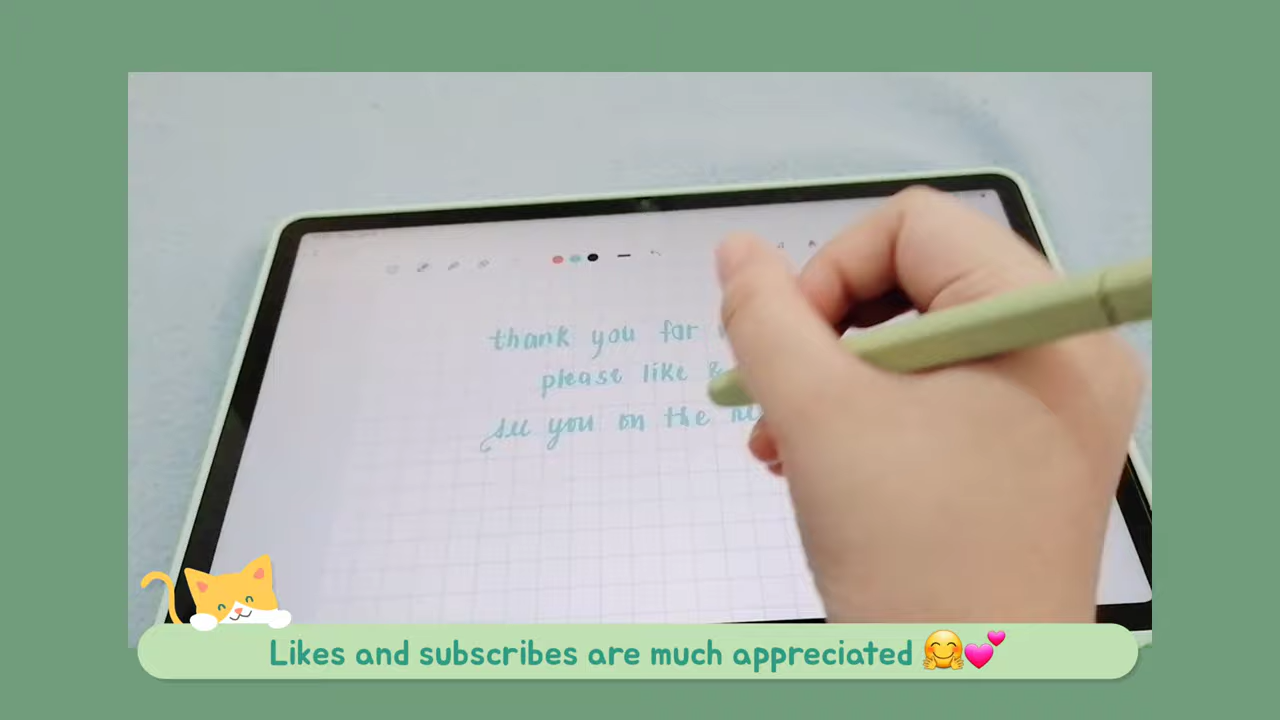 thank you for
please like &
see you on the
Likes and subscribes are much appreciated 🤗💕